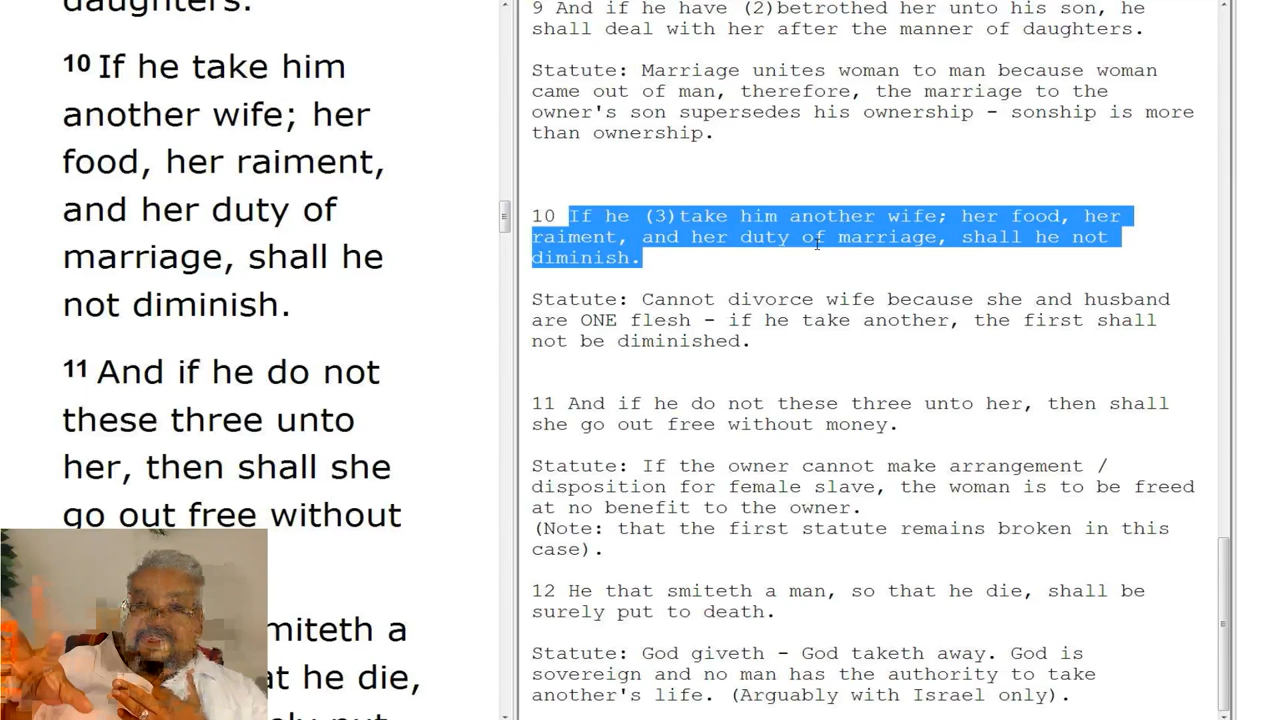 daughters.
10 If he take him
another wife; her
food, her raiment,
and her duty of
marriage, shall he
not diminish.
11 And if he do not
these three unto
her, then shall she
go out free without
smiteth a
at he die,
9 And if he have (2)betrothed her unto his son, he
shall deal with her after the manner of daughters.
Statute: Marriage unites woman to man because woman
came out of man, therefore, the marriage to the
owner's son supersedes his ownership - sonship is more
than ownership.
10 If he (3)take him another wife; her food, her
raiment, and her duty of marriage, shall he not
diminish.
Statute: Cannot divorce wife because she and husband
are ONE flesh - if he take another, the first shall
not be diminished.
11 And if he do not these three unto her, then shall
she go out free without money.
Statute: If the owner cannot make arrangement /
disposition for female slave, the woman is to be freed
at no benefit to the owner.
(Note: that the first statute remains broken in this
case).
12 He that smiteth a man, so that he die, shall be
surely put to death.
Statute: God giveth - God taketh away. God is
sovereign and no man has the authority to take
another's life. (Arguably with Israel only).